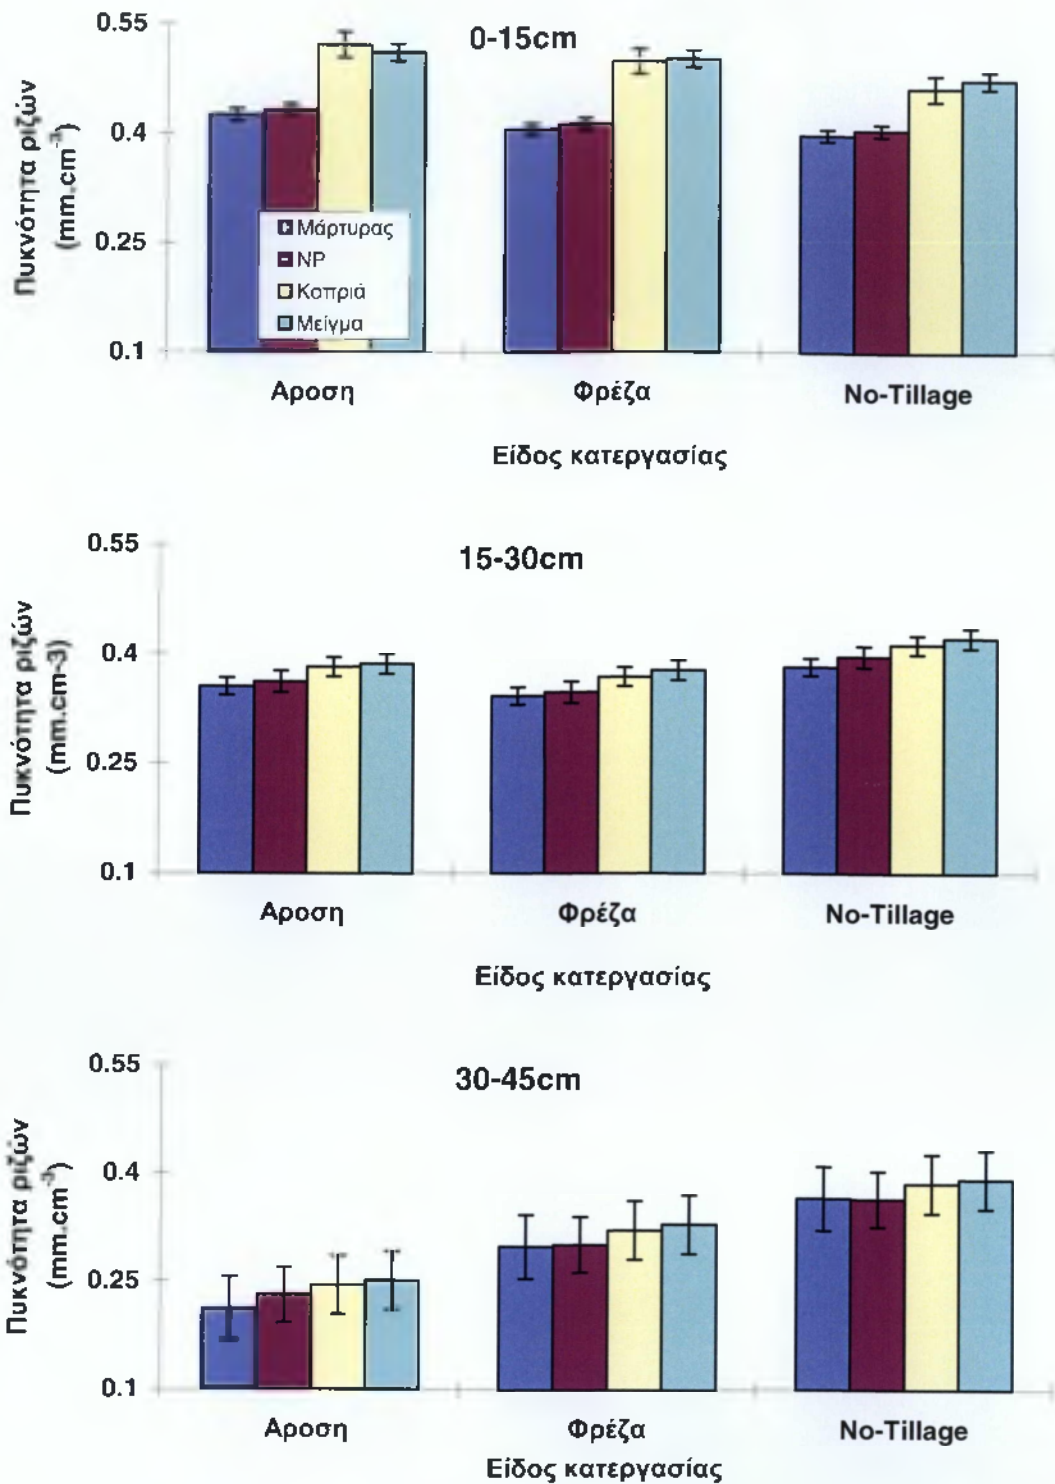 0-15cm
Πυκνότητα ριζών
(mm.cm-3)
0.55
0.4
0.25
0.1
Μάρτυρας
NP
Κοπριά
Μείγμα
Αροση
Φρέζα
No-Tillage
Είδος κατεργασίας
15-30cm
Πυκνότητα ριζών
(mm.cm-3)
0.55
0.4
0.25
0.1
Αροση
Φρέζα
No-Tillage
Είδος κατεργασίας
30-45cm
Πυκνότητα ριζών
(mm.cm-3)
0.55
0.4
0.25
0.1
Αροση
Φρέζα
No-Tillage
Είδος κατεργασίας